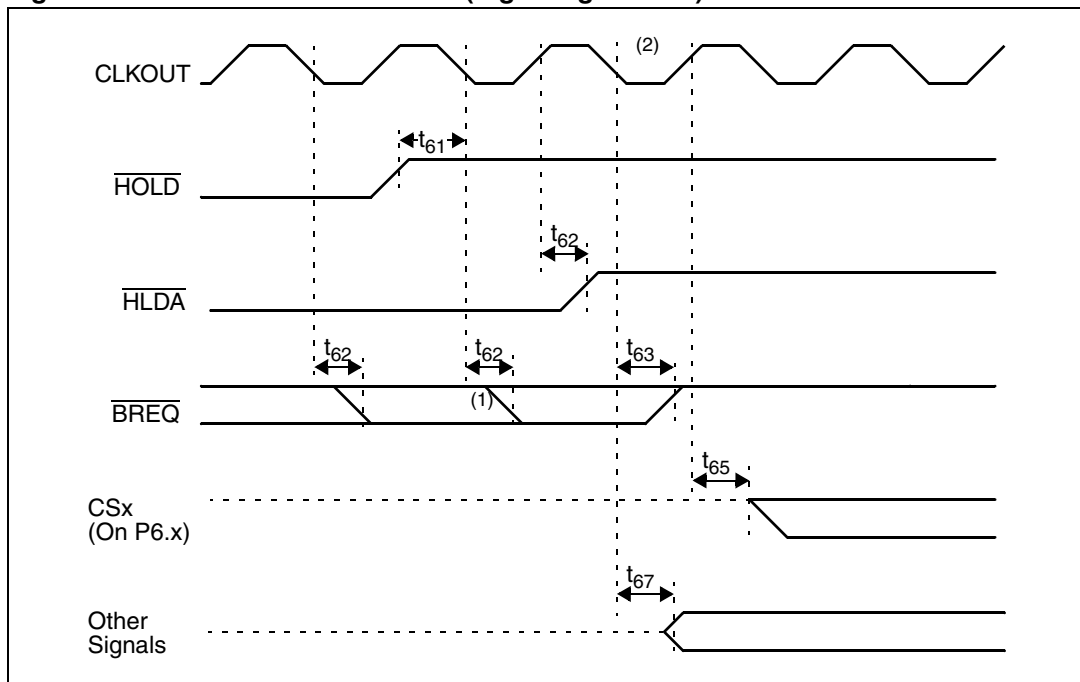 (2)
CLKOUT
t61
HOLD
t62
HLDA
t62
t62
t63
(1)
BREQ
t65
CSx
(On P6.x)
t67
Other
Signals